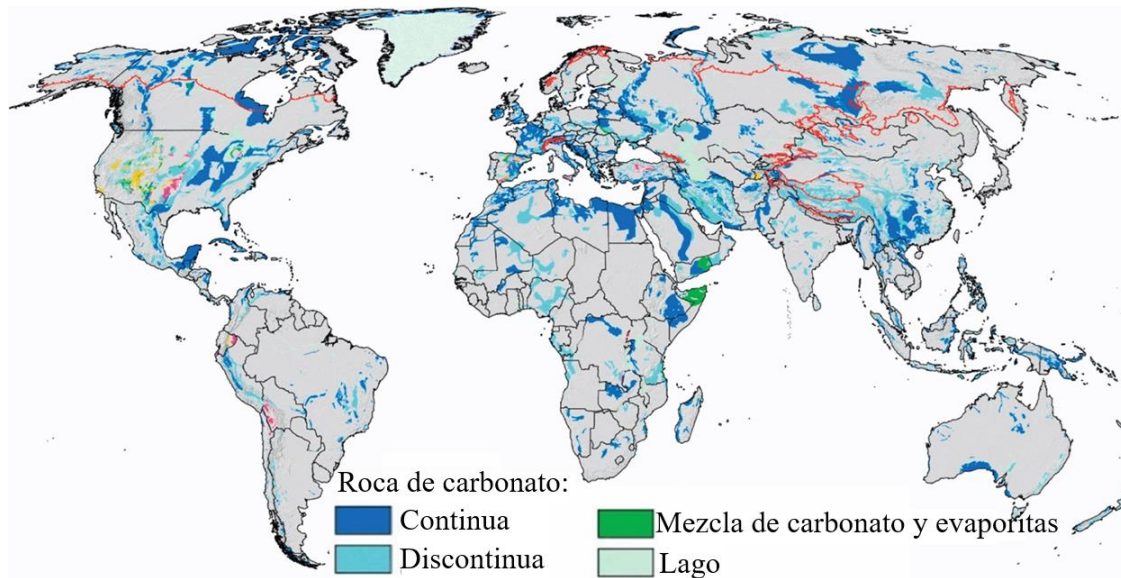 Roca de carbonato:
Continua
Discontinua
Mezcla de carbonato y evaporitas
Lago